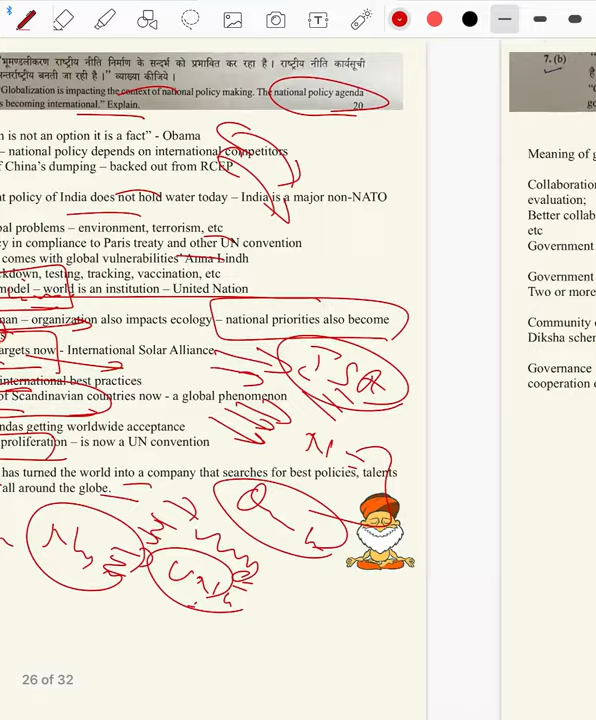 "भूमण्डलीकरण राष्ट्रीय नीति निर्माण के सन्दर्भ को प्रभावित कर रहा है। राष्ट्रीय नीति कार्यसूची
अन्तर्राष्ट्रीय बनती जा रही है।" व्याख्या कीजिये।
"Globalization is impacting the context of national policy making. The national policy agenda
s becoming international." Explain. 20
n is not an option it is a fact" - Obama
– national policy depends on international competitors
f China's dumping – backed out from RCEP
nt policy of India does not hold water today – India is a major non-NATO
bal problems – environment, terrorism, etc
cy in compliance to Paris treaty and other UN convention
comes with global vulnerabilities' Anna Lindh
ckdown, testing, tracking, vaccination, etc
model – world is an institution – United Nation
man – organization also impacts ecology – national priorities also become
argets now - International Solar Alliance
international best practices
of Scandinavian countries now - a global phenomenon
ndas getting worldwide acceptance
proliferation – is now a UN convention
has turned the world into a company that searches for best policies, talents
all around the globe.
26 of 32
7. (b)
Meaning of g
Collaboration
evaluation;
Better collab
etc
Government
Government
Two or more
Community
Diksha schem
Governance
cooperation o